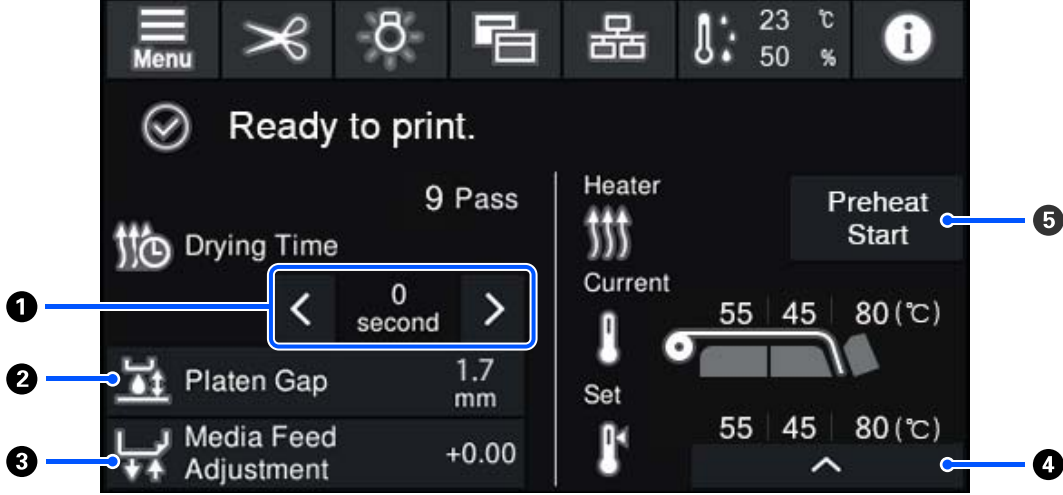 Menu
23 ℃
50 %
i
Ready to print.
9 Pass
Drying Time
0
second
Platen Gap
1.7
mm
Media Feed
Adjustment
+0.00
Heater
Preheat
Start
Current
55 45 80(℃)
Set
55 45 80(℃)
1
2
3
4
5